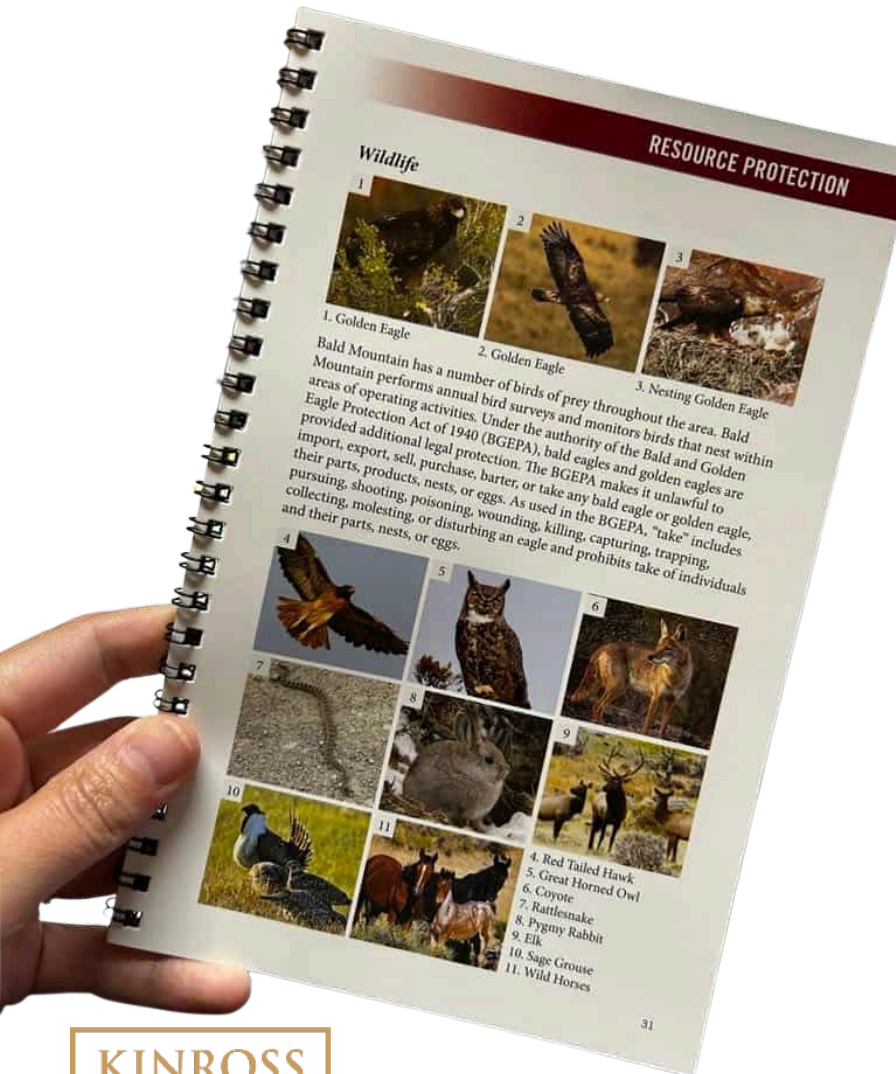 RESOURCE PROTECTION
Wildlife
1
2
3
1. Golden Eagle
2. Golden Eagle
3. Nesting Golden Eagle
Bald Mountain has a number of birds of prey throughout the area. Bald
Mountain performs annual bird surveys and monitors birds that nest within
areas of operating activities. Under the authority of the Bald and Golden
Eagle Protection Act of 1940 (BGEPA), bald eagles and golden eagles are
provided additional legal protection. The BGEPA makes it unlawful to
import, export, sell, purchase, barter, or take any bald eagle or golden eagle,
their parts, products, nests, or eggs. As used in the BGEPA, "take" includes
pursuing, shooting, poisoning, wounding, killing, capturing, trapping,
collecting, molesting, or disturbing an eagle and prohibits take of individuals
and their parts, nests, or eggs.
4
5
6
7
8
9
10
11
4. Red Tailed Hawk
5. Great Horned Owl
6. Coyote
7. Rattlesnake
8. Pygmy Rabbit
9. Elk
10. Sage Grouse
11. Wild Horses
31
KINROSS